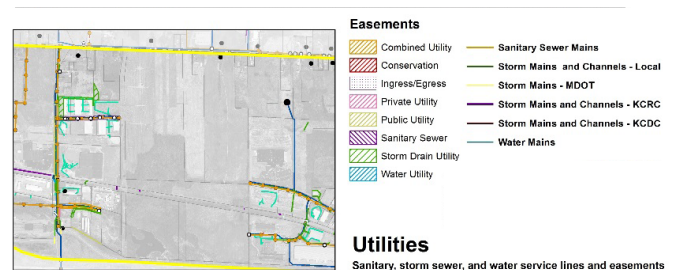 Easements
Combined Utility
Conservation
Ingress/Egress
Private Utility
Public Utility
Sanitary Sewer
Storm Drain Utility
Water Utility
Sanitary Sewer Mains
Storm Mains and Channels - Local
Storm Mains - MDOT
Storm Mains and Channels - KCRC
Storm Mains and Channels - KCDC
Water Mains
Utilities
Sanitary, storm sewer, and water service lines and easements